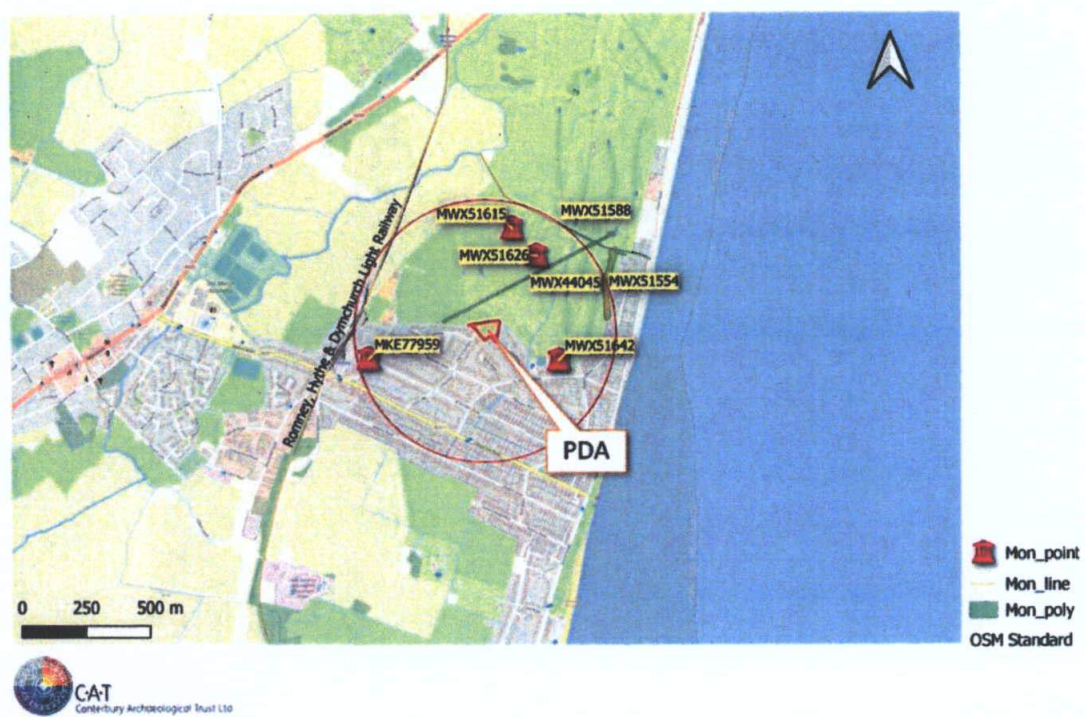 MWX51615
MWX51588
MWX51626
MWX44045
MWX51554
Romney, Hythe & Dymchurch Light Railway
MKE77959
MWX51642
PDA
0 250 500 m
Mon_point
Mon_line
Mon_poly
OSM Standard
C·A·T
Canterbury Archaeological Trust Ltd